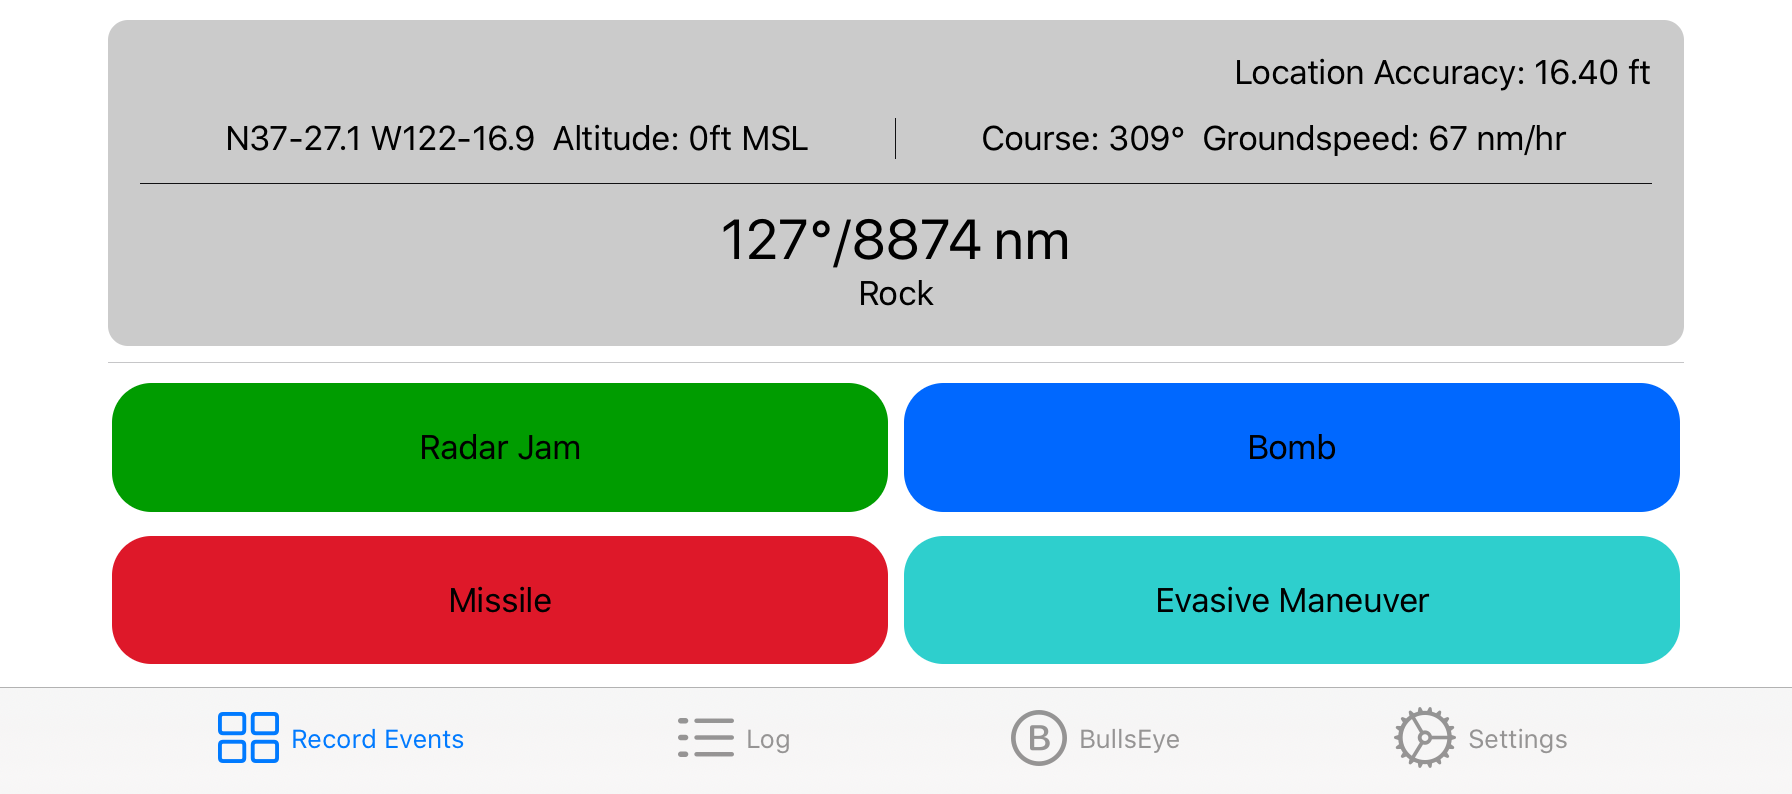 Location Accuracy: 16.40 ft
N37-27.1 W122-16.9 Altitude: 0ft MSL
Course: 309° Groundspeed: 67 nm/hr
127°/8874 nm
Rock
Radar Jam
Bomb
Missile
Evasive Maneuver
Record Events
Log
B BullsEye
Settings